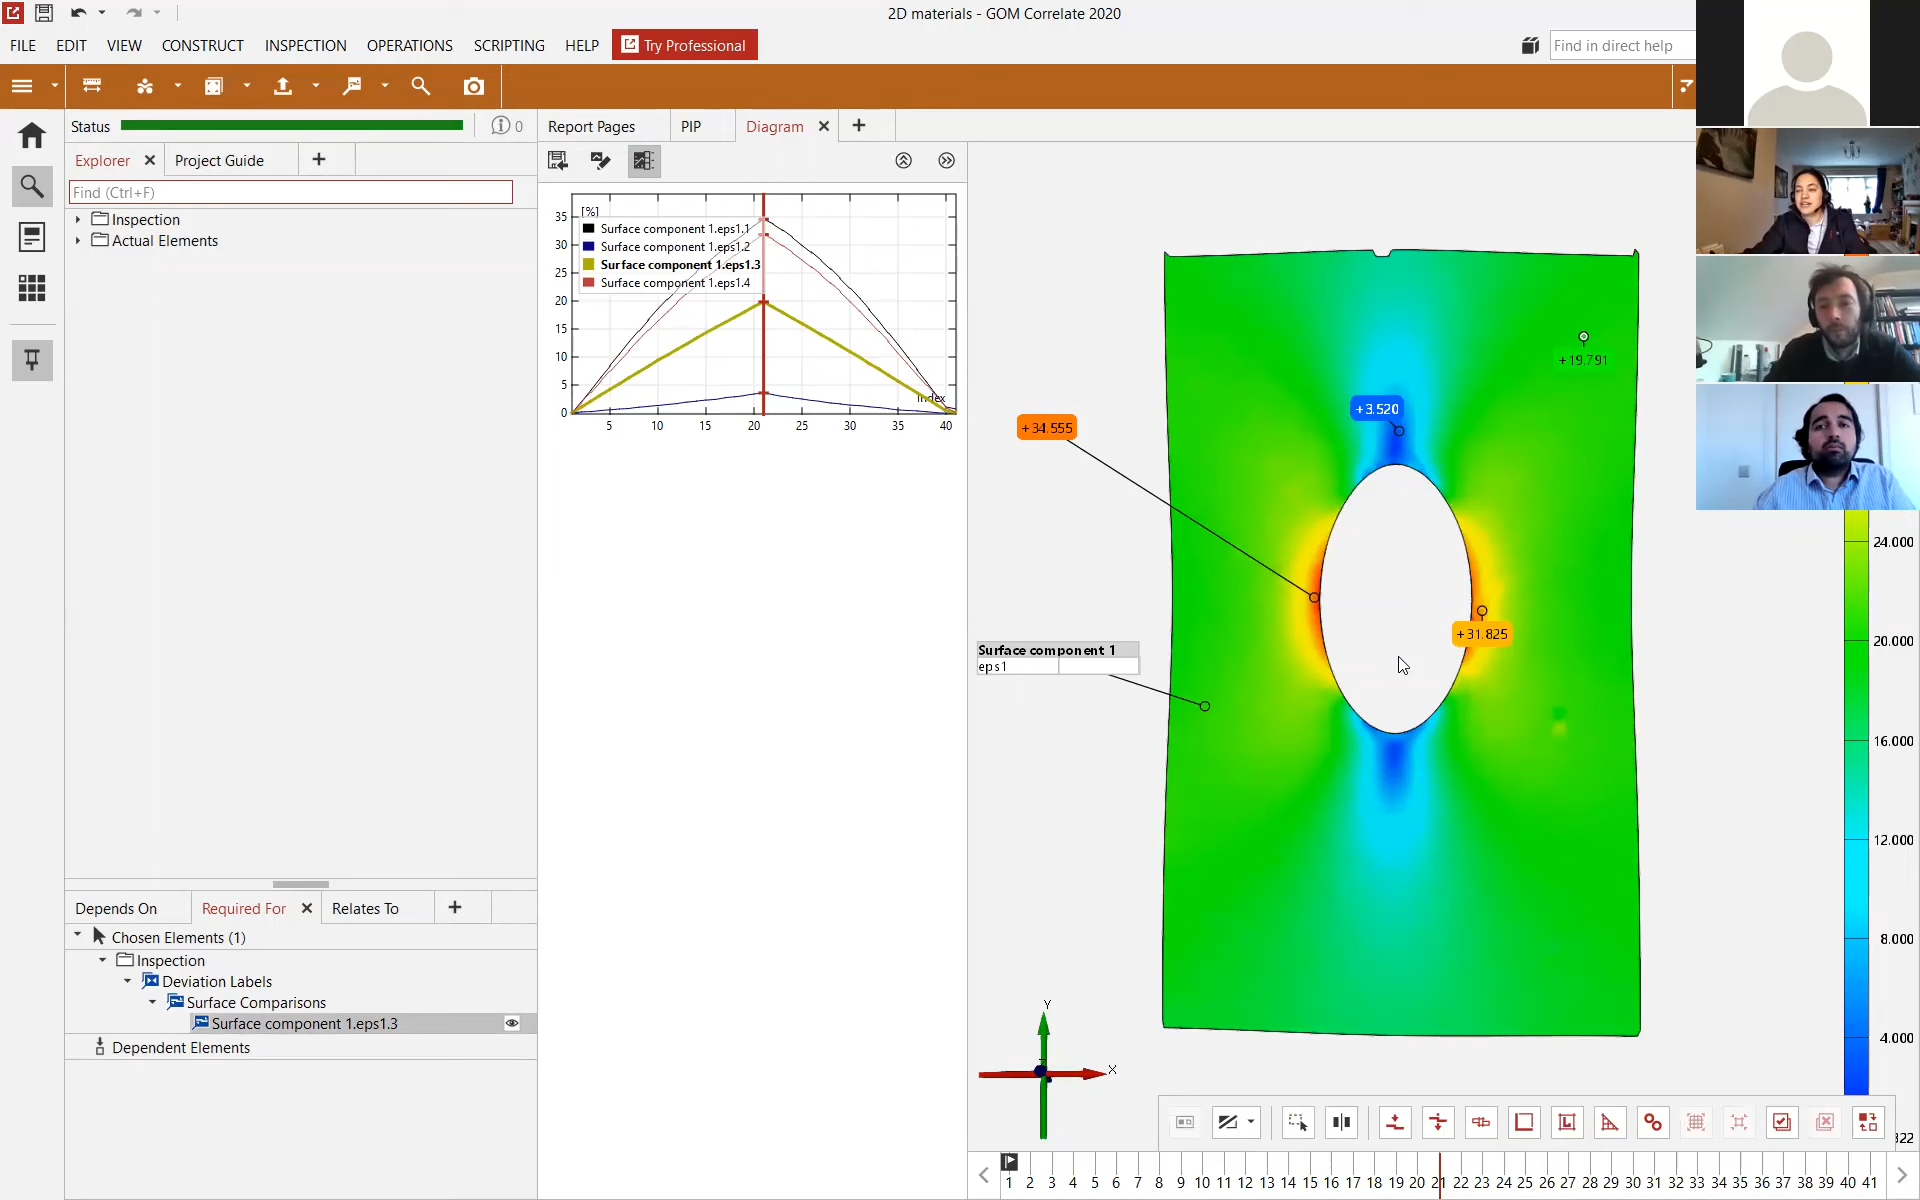 2D materials - GOM Correlate 2020
FILE EDIT VIEW CONSTRUCT INSPECTION OPERATIONS SCRIPTING HELP Try Professional
Find in direct help
Status
0
Explorer
Project Guide
Find (Ctrl+F)
Inspection
Actual Elements
Report Pages
PIP
Diagram
[%]
35
30
25
20
15
10
5
0
Surface component 1.eps1.1
Surface component 1.eps1.2
Surface component 1.eps1.3
Surface component 1.eps1.4
Index
5 10 15 20 25 30 35 40
+19.791
+3.520
+34.555
+31.825
Surface component 1
eps1
24.000
20.000
16.000
12.000
8.000
4.000
Y
X
Depends On
Required For
Relates To
Chosen Elements (1)
Inspection
Deviation Labels
Surface Comparisons
Surface component 1.eps1.3
Dependent Elements
1 2 3 4 5 6 7 8 9 10 11 12 13 14 15 16 17 18 19 20 21 22 23 24 25 26 27 28 29 30 31 32 33 34 35 36 37 38 39 40 41